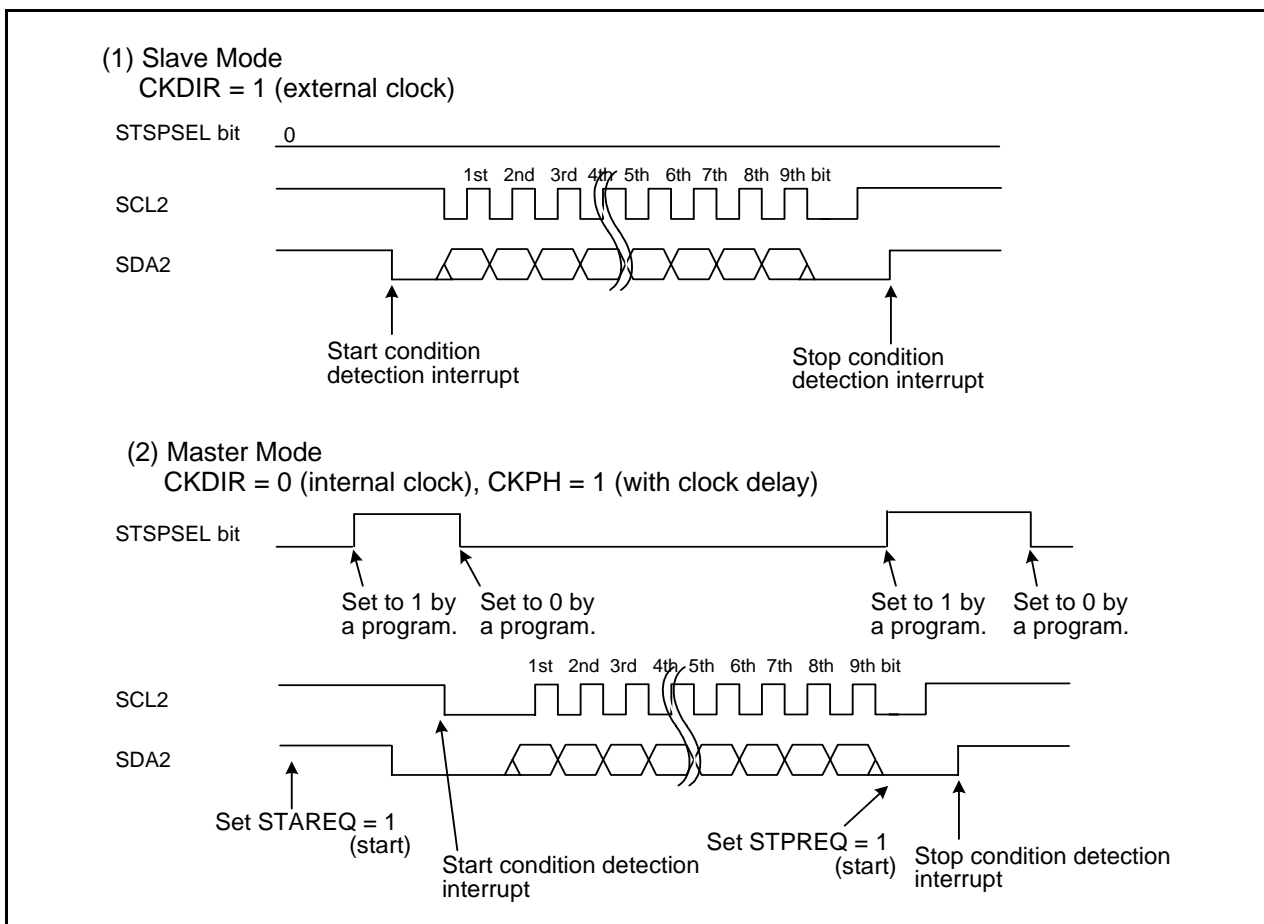 (1) Slave Mode
CKDIR = 1 (external clock)
STSPSEL bit 0
1st 2nd 3rd 4th 5th 6th 7th 8th 9th bit
SCL2
SDA2
Start condition
detection interrupt
Stop condition
detection interrupt
(2) Master Mode
CKDIR = 0 (internal clock), CKPH = 1 (with clock delay)
STSPSEL bit
Set to 1 by
a program.
Set to 0 by
a program.
Set to 1 by
a program.
Set to 0 by
a program.
1st 2nd 3rd 4th 5th 6th 7th 8th 9th bit
SCL2
SDA2
Set STAREQ = 1
(start)
Start condition detection
interrupt
Set STPREQ = 1
(start)
Stop condition detection
interrupt